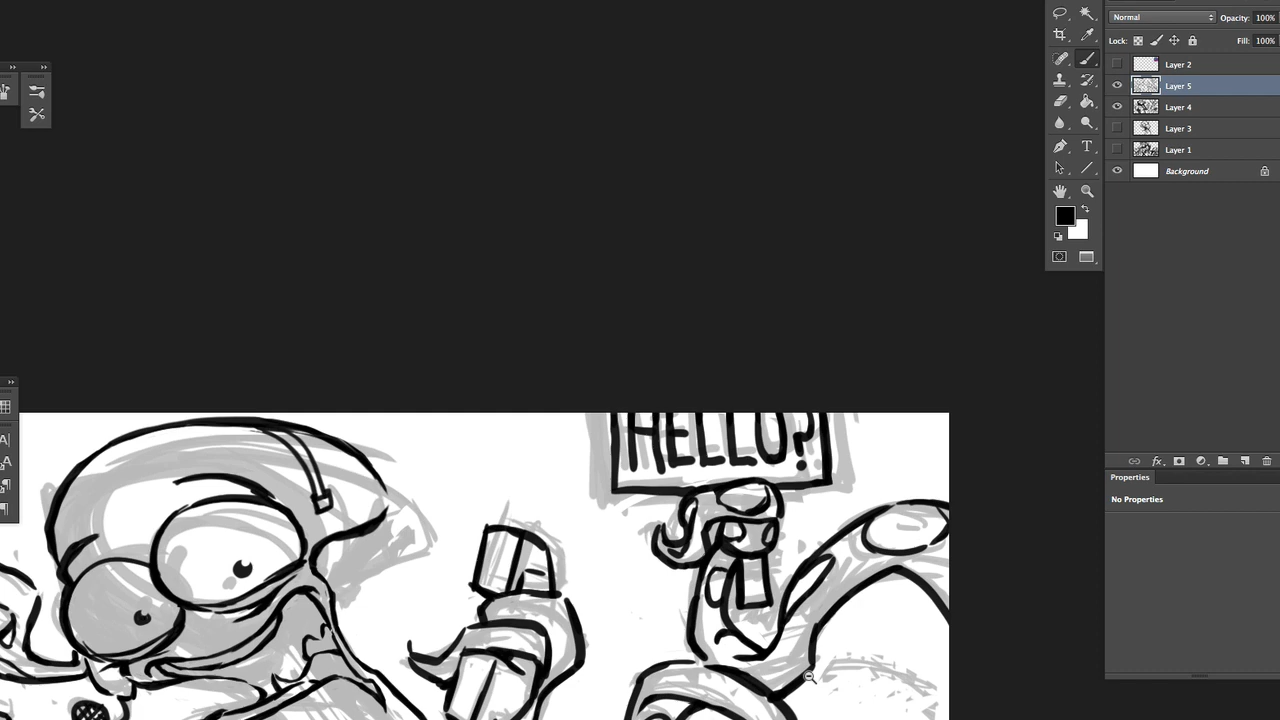 Normal
Opacity: 100%
Lock:
Fill: 100%
Layer 2
Layer 5
Layer 4
Layer 3
Layer 1
Background
Properties
No Properties
HELLO?